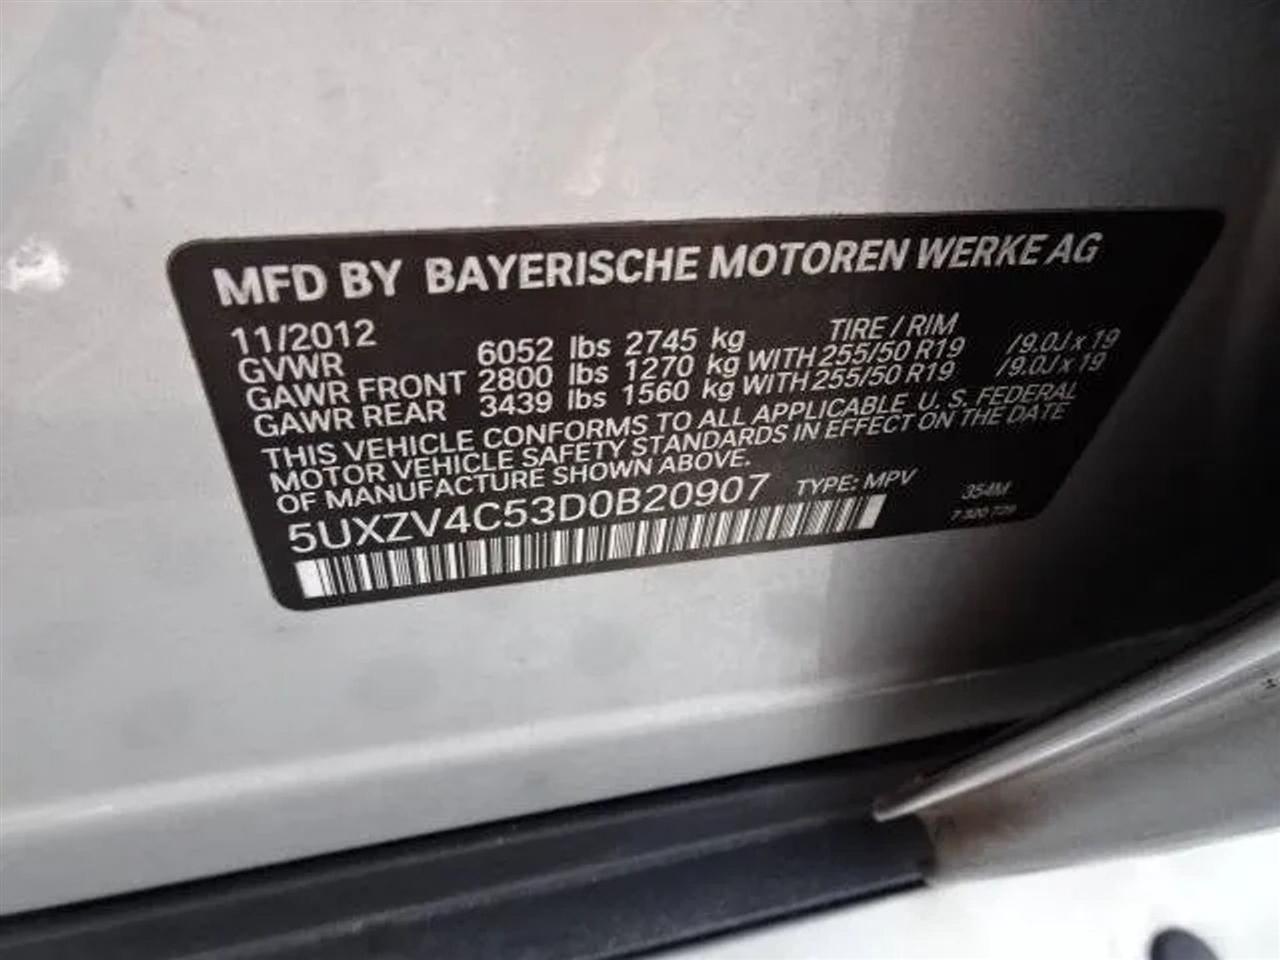 MFD BY BAYERISCHE MOTOREN WERKE AG
11/2012 TIRE / RIM
GVWR 6052 lbs 2745 kg
GAWR FRONT 2800 lbs 1270 kg WITH 255/50 R19 /9.0J x 19
GAWR REAR 3439 lbs 1560 kg WITH 255/50 R19 /9.0J x 19
THIS VEHICLE CONFORMS TO ALL APPLICABLE U. S. FEDERAL
MOTOR VEHICLE SAFETY STANDARDS IN EFFECT ON THE DATE
OF MANUFACTURE SHOWN ABOVE.
5UXZV4C53D0B20907 TYPE: MPV 354M
7 320 729